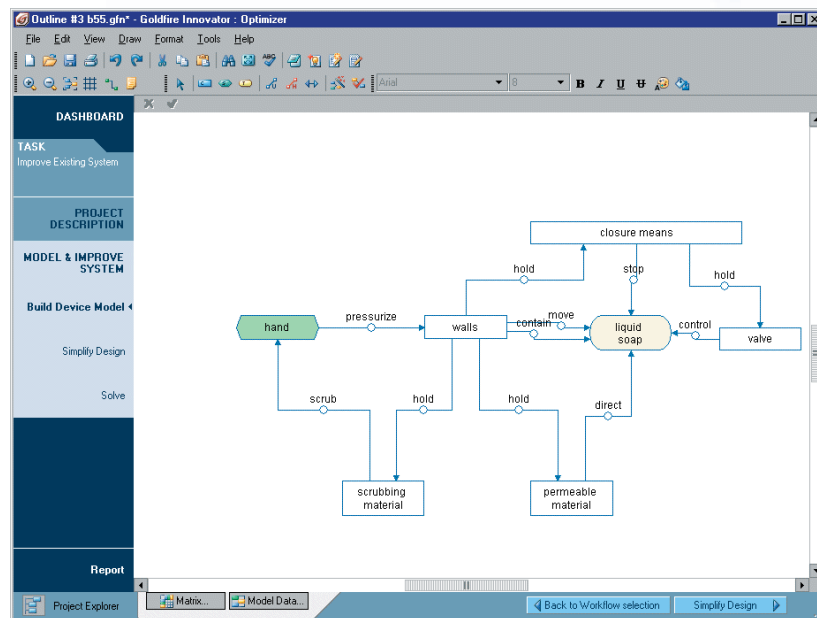 Outline #3 b55.gfn* - Goldfire Innovator : Optimizer
File Edit View Draw Format Tools Help
ABC
Arial 8 B I U U
DASHBOARD
TASK
Improve Existing System
PROJECT
DESCRIPTION
MODEL & IMPROVE
SYSTEM
Build Device Model
Simplify Design
Solve
Report
Project Explorer
closure means
hold
stop
hold
pressurize
move
contain
control
hand
walls
liquid
soap
valve
scrub
hold
hold
direct
scrubbing
material
permeable
material
Matrix...
Model Data...
Back to Workflow selection
Simplify Design